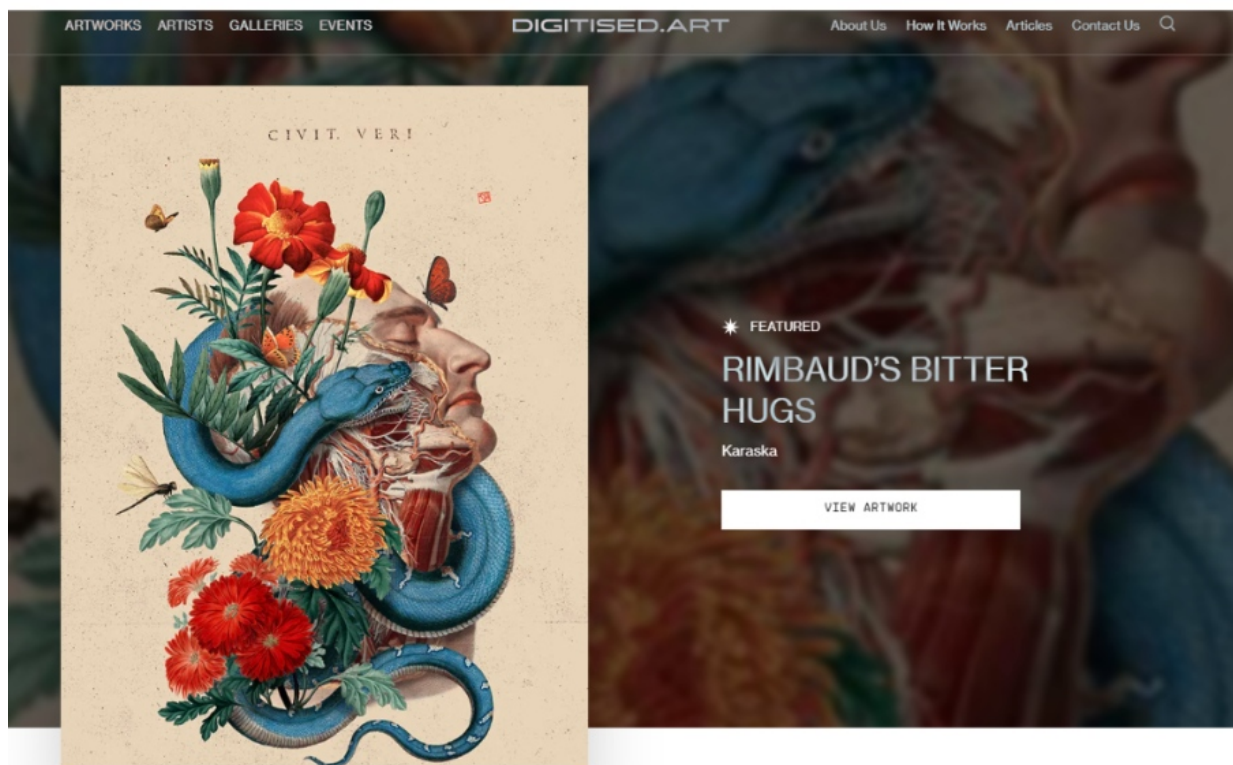 ARTWORKS ARTISTS GALLERIES EVENTS DIGITISED.ART About Us How It Works Articles Contact Us
CIVIT. VERI
FEATURED
RIMBAUD'S BITTER
HUGS
Karaska
VIEW ARTWORK